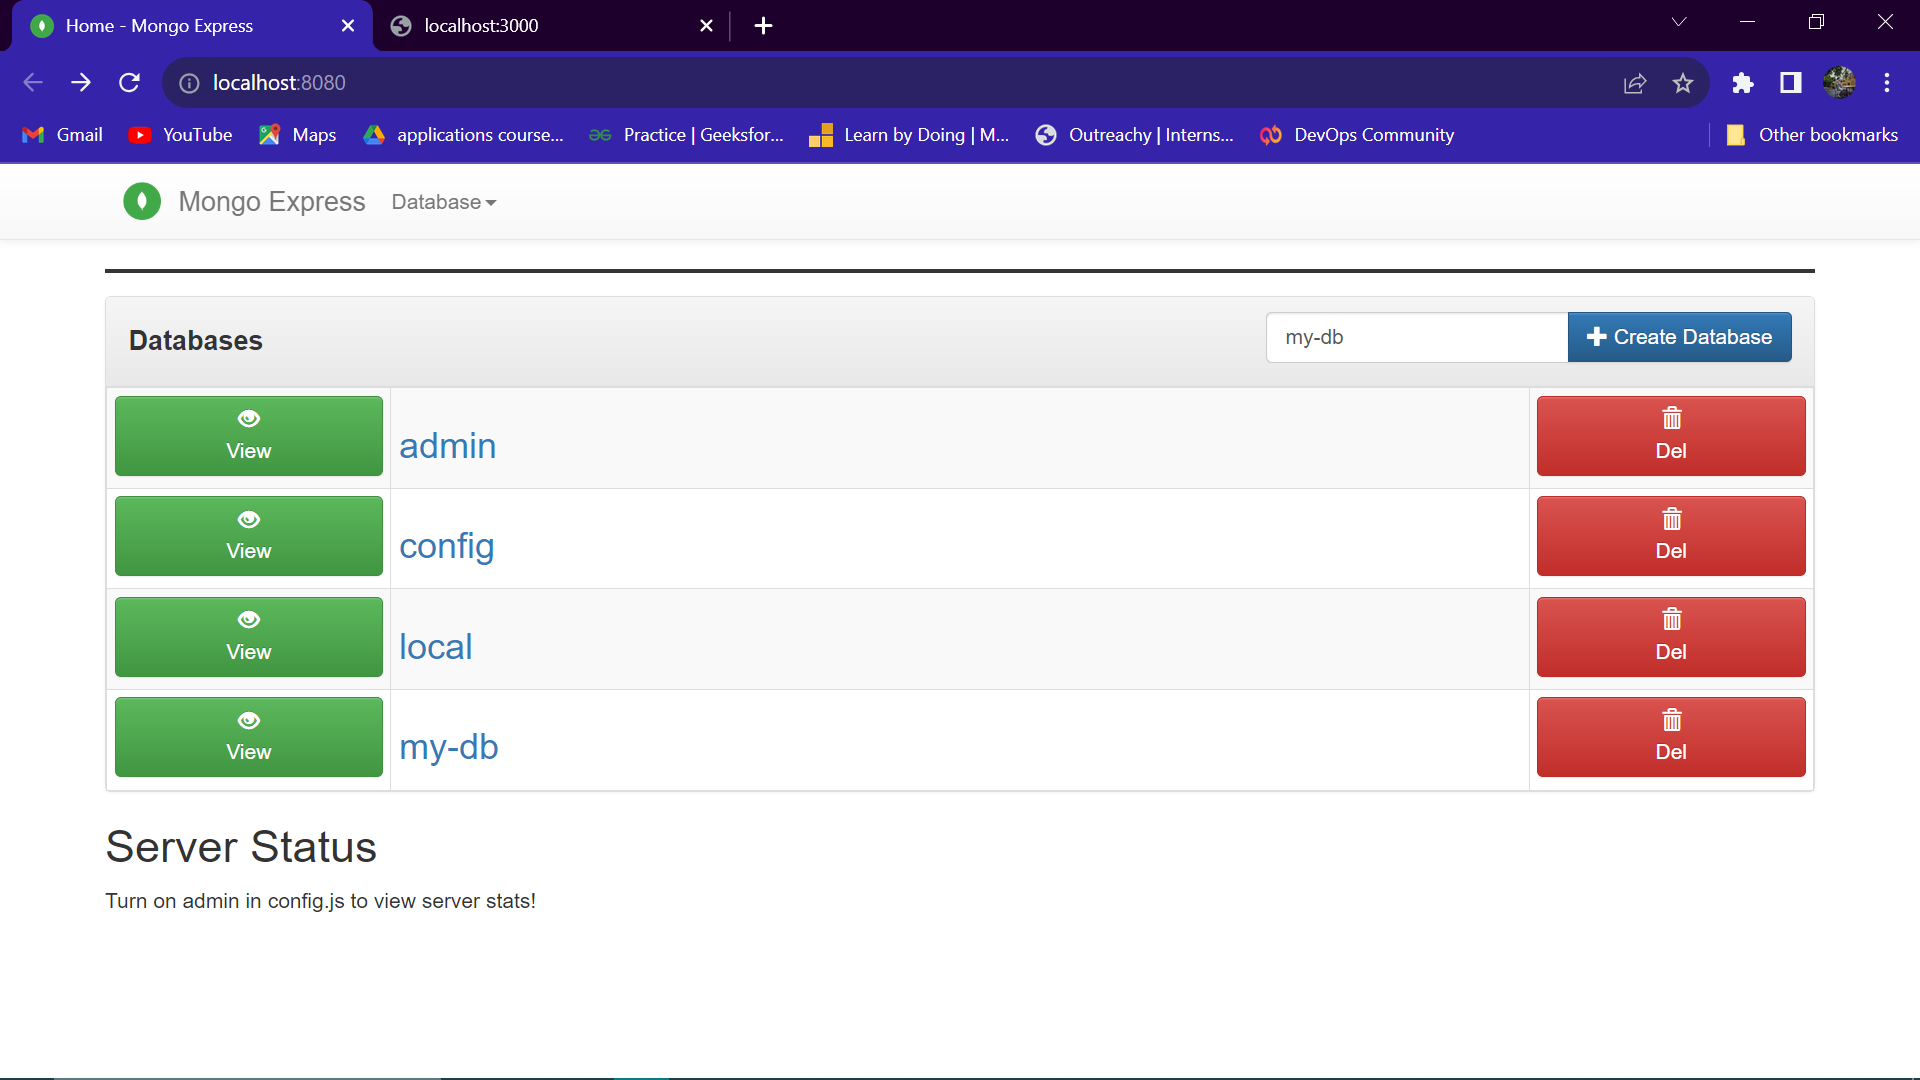 Home - Mongo Express
localhost:3000
localhost:8080
Gmail
YouTube
Maps
applications course...
Practice | Geeksfor...
Learn by Doing | M...
Outreachy | Interns...
DevOps Community
Other bookmarks
Mongo Express
Database
Databases
my-db
Create Database
View
admin
Del
View
config
Del
View
local
Del
View
my-db
Del
Server Status
Turn on admin in config.js to view server stats!